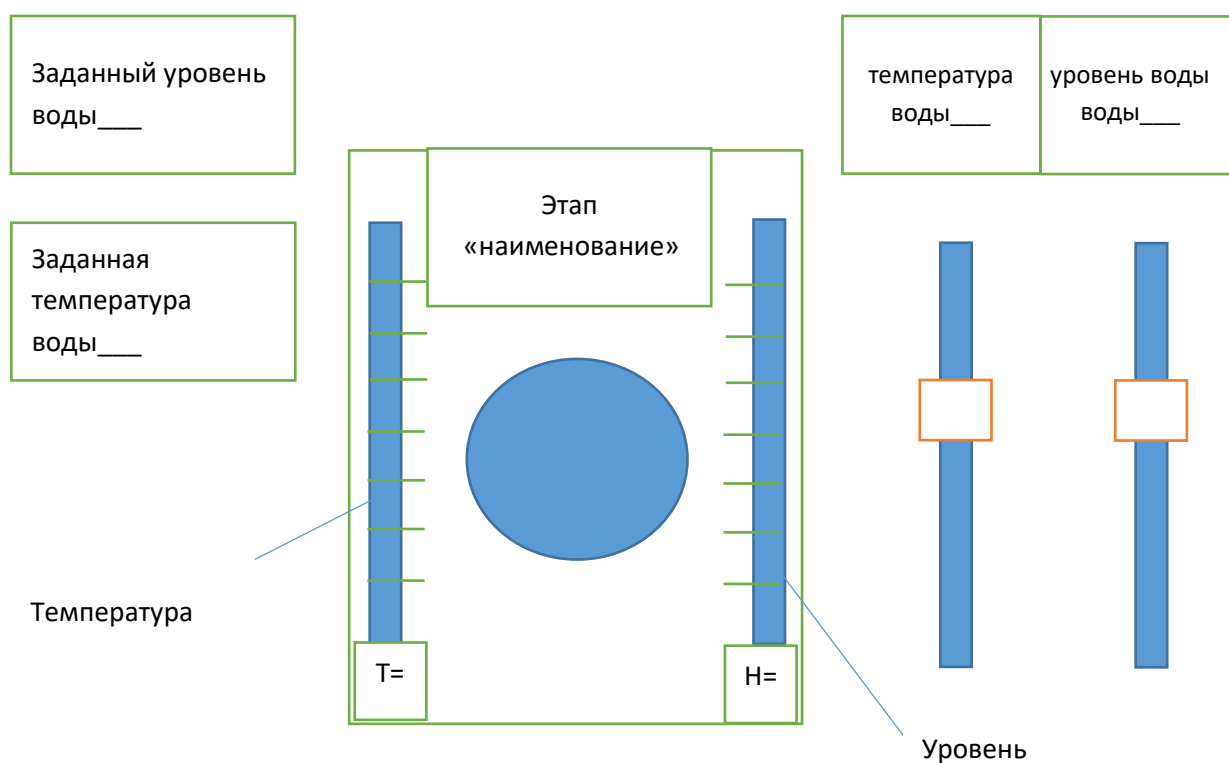 Заданный уровень
воды___
температура
воды___
уровень воды
воды___
Этап
«наименование»
Заданная
температура
воды___
Температура
T=
H=
Уровень